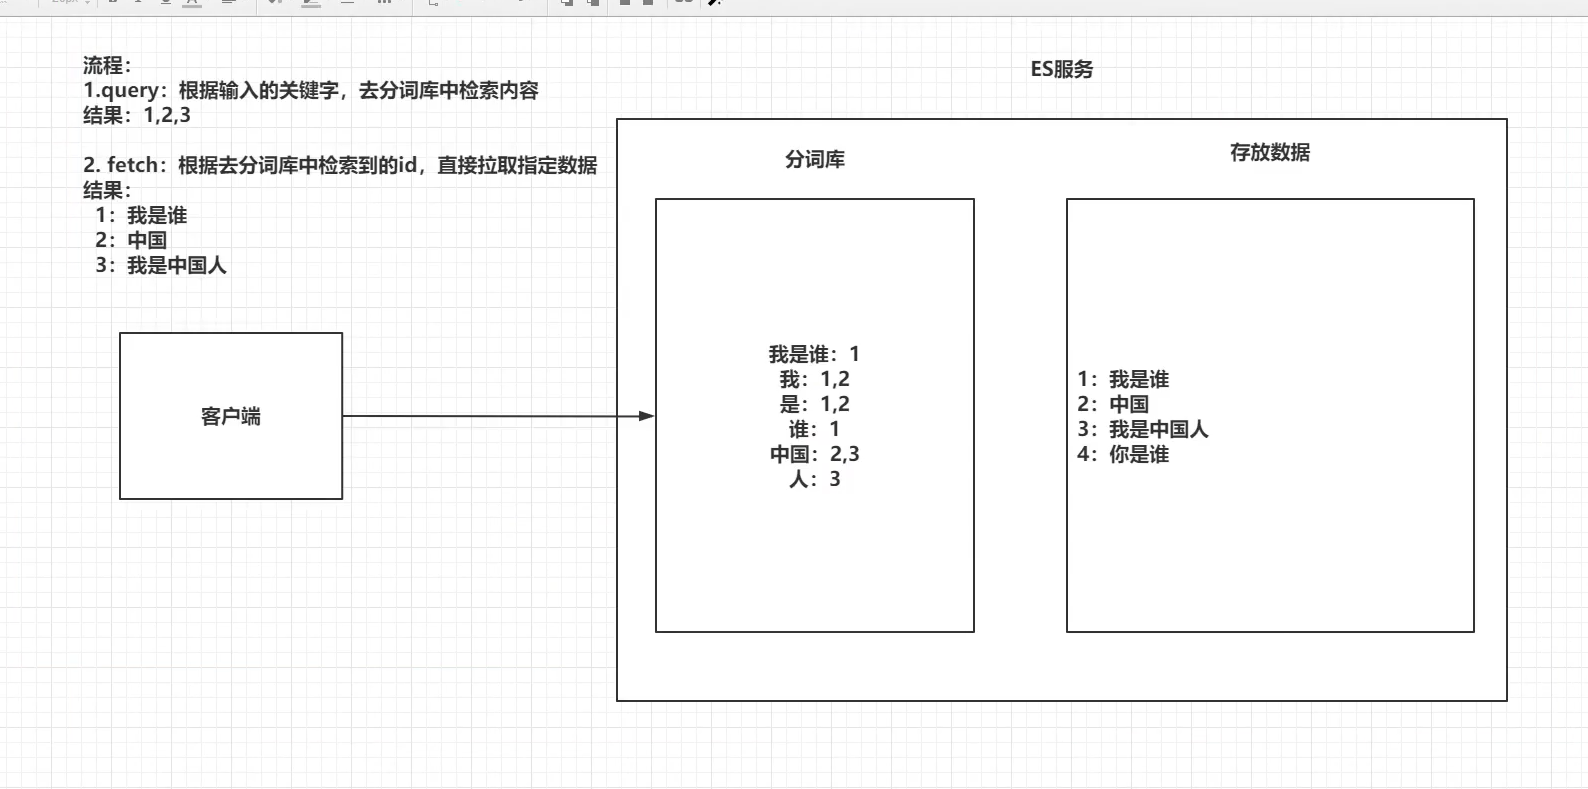 流程：
1.query：根据输入的关键字，去分词库中检索内容
结果：1,2,3
2. fetch：根据去分词库中检索到的id，直接拉取指定数据
结果：
1：我是谁
2：中国
3：我是中国人
客户端
ES服务
分词库
我是谁：1
我：1,2
是：1,2
谁：1
中国：2,3
人：3
存放数据
1：我是谁
2：中国
3：我是中国人
4：你是谁